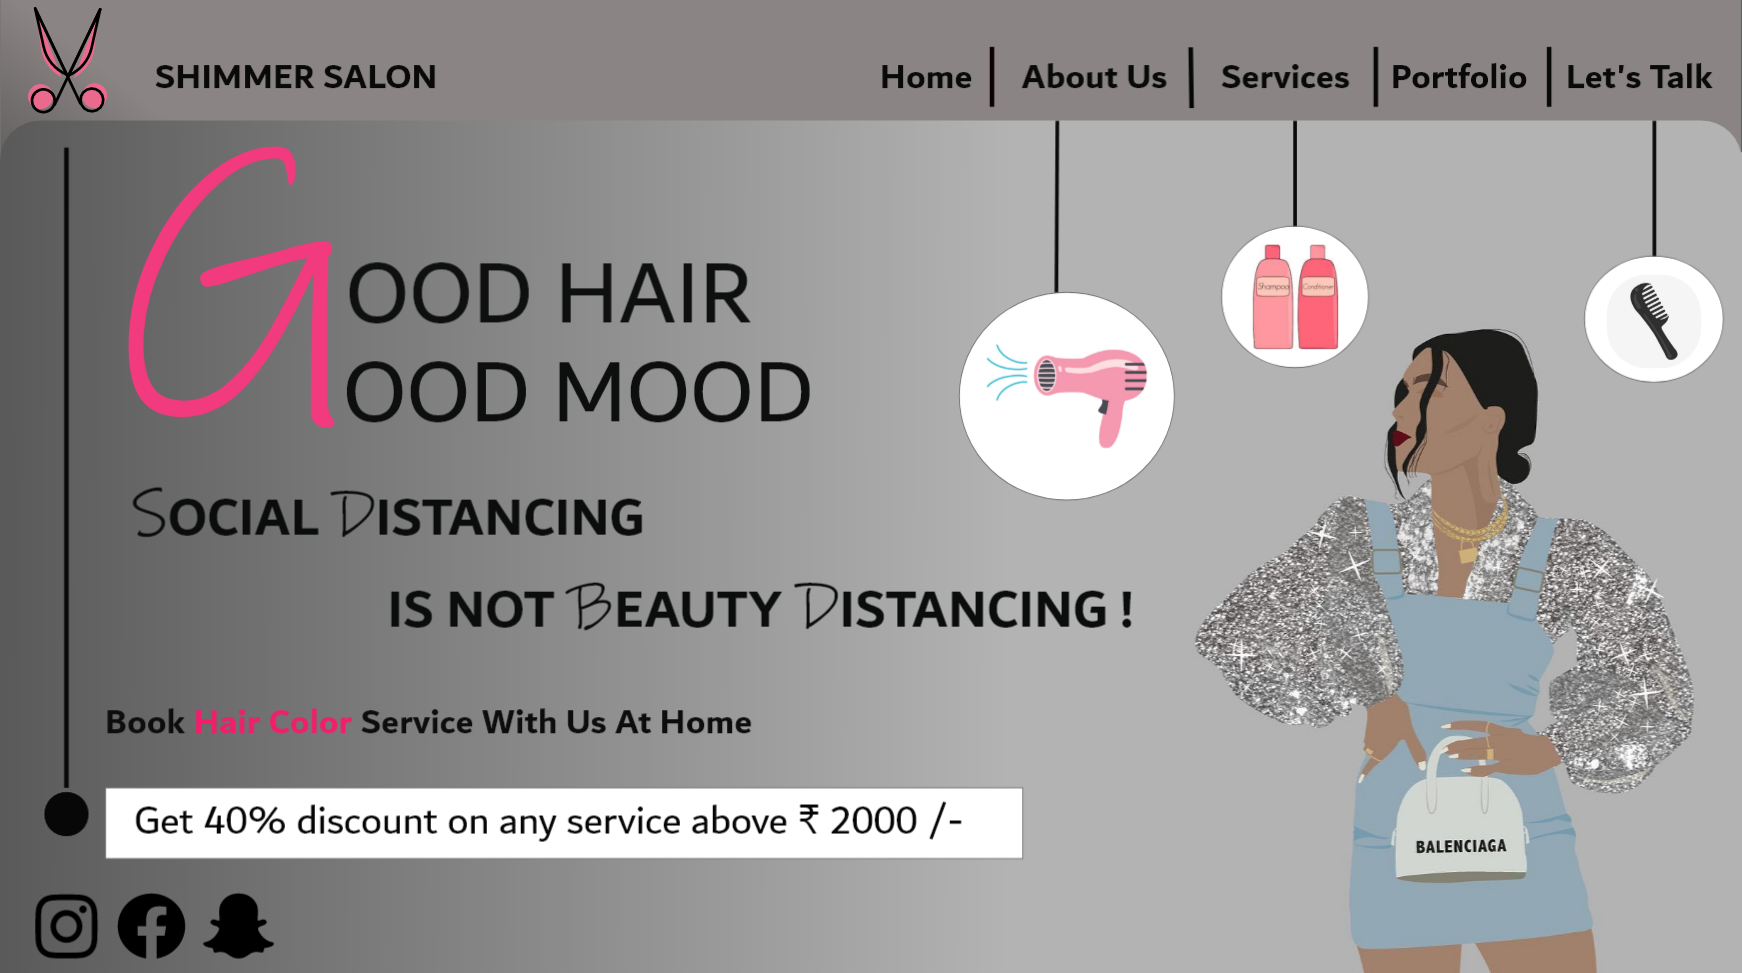 SHIMMER SALON
Home | About Us | Services | Portfolio | Let's Talk
GOOD HAIR
OOD MOOD
Shampoo
Conditioner
SOCIAL DISTANCING
IS NOT BEAUTY DISTANCING !
Book Hair Color Service With Us At Home
Get 40% discount on any service above ₹ 2000 /-
BALENCIAGA